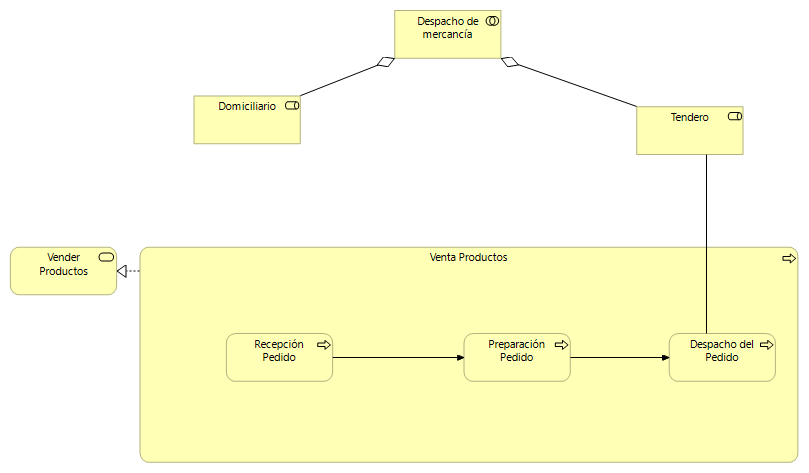 Despacho de
mercancía
Domiciliario
Tendero
Vender
Productos
Venta Productos
Recepción
Pedido
Preparación
Pedido
Despacho del
Pedido